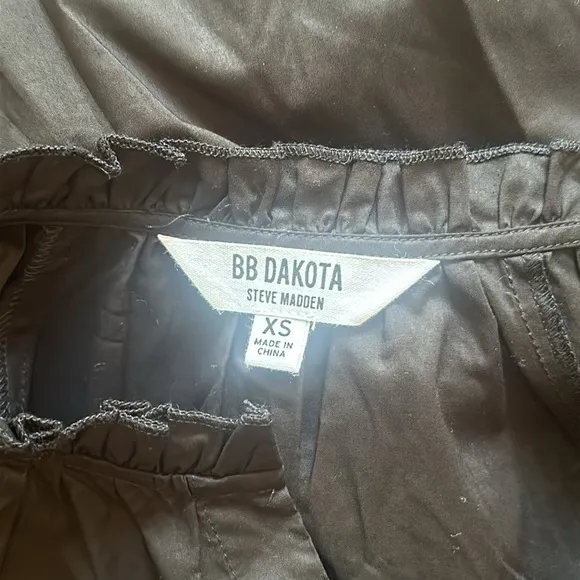 BB DAKOTA
STEVE MADDEN
XS
MADE IN
CHINA